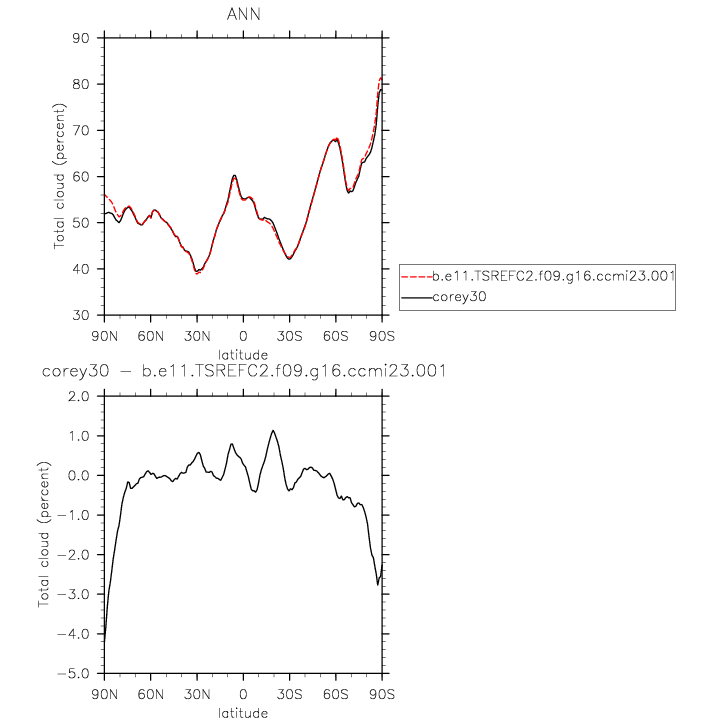 ANN
90
80
70
60
50
40
30
Total cloud (percent)
90N 60N 30N 0 30S 60S 90S
latitude
b.e11.TSREFC2.f09.g16.ccmi23.001
corey30
corey30 − b.e11.TSREFC2.f09.g16.ccmi23.001
2.0
1.0
0.0
−1.0
−2.0
−3.0
−4.0
−5.0
Total cloud (percent)
90N 60N 30N 0 30S 60S 90S
latitude